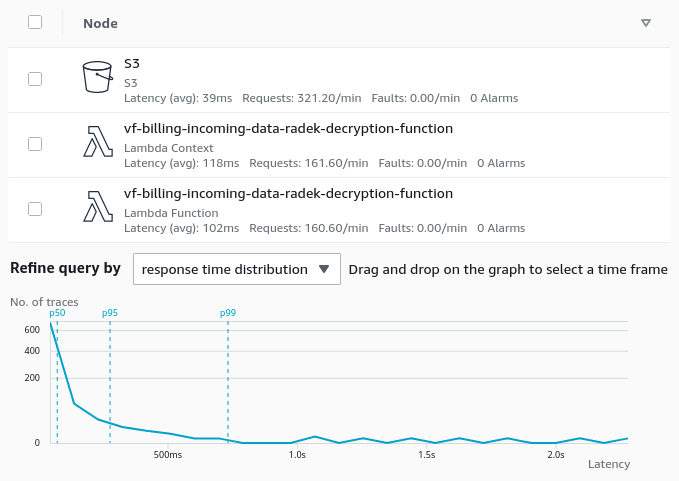 Node
S3
S3
Latency (avg): 39ms Requests: 321.20/min Faults: 0.00/min 0 Alarms
vf-billing-incoming-data-radek-decryption-function
Lambda Context
Latency (avg): 118ms Requests: 161.60/min Faults: 0.00/min 0 Alarms
vf-billing-incoming-data-radek-decryption-function
Lambda Function
Latency (avg): 102ms Requests: 160.60/min Faults: 0.00/min 0 Alarms
Refine query by response time distribution Drag and drop on the graph to select a time frame
No. of traces
p50 p95 p99
600
400
200
0
500ms 1.0s 1.5s 2.0s
Latency